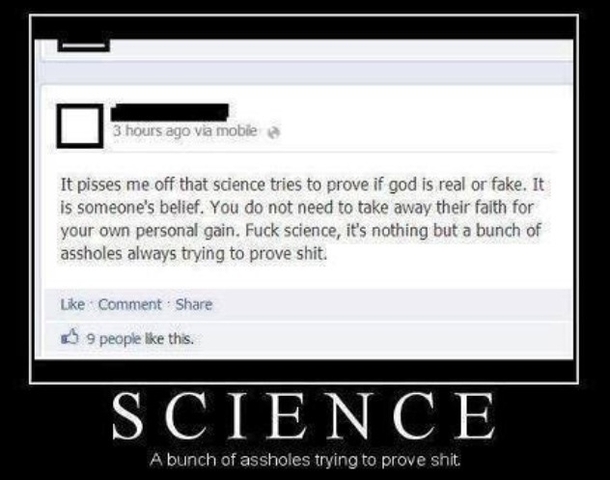 3 hours ago via mobile
It pisses me off that science tries to prove if god is real or fake. It
is someone's belief. You do not need to take away their faith for
your own personal gain. Fuck science, it's nothing but a bunch of
assholes always trying to prove shit.
Like · Comment · Share
9 people like this.
SCIENCE
A bunch of assholes trying to prove shit.